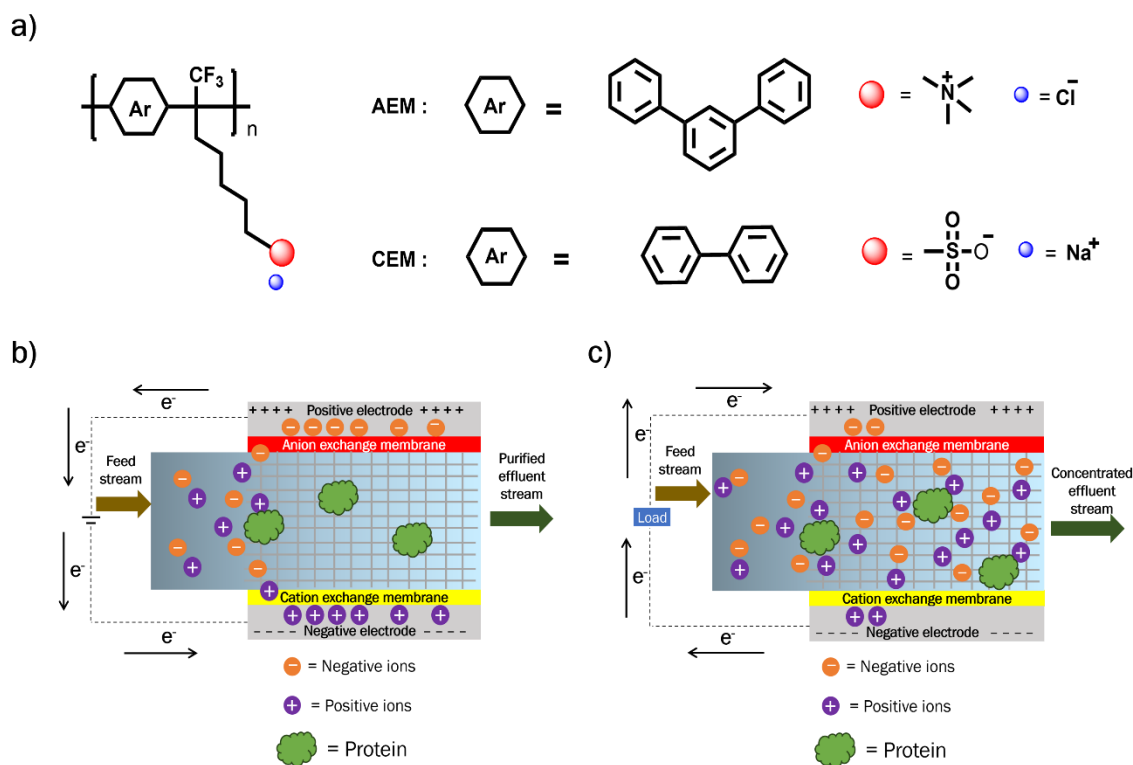 a)
CF3
Ar
n
AEM :
Ar
=
= N+
= Cl−
CEM :
Ar
=
= O S O− O
= Na+
b)
e-
e-
e-
e-
+ + + + Positive electrode + + + +
Anion exchange membrane
Feed
stream
Purified
effluent
stream
Cation exchange membrane
− − − − − Negative electrode − − − − −
= Negative ions
= Positive ions
= Protein
c)
e-
e-
e-
e-
+ + + + Positive electrode + + + +
Anion exchange membrane
Feed
stream
Load
Concentrated
effluent
stream
Cation exchange membrane
− − − − − Negative electrode − − − − −
= Negative ions
= Positive ions
= Protein